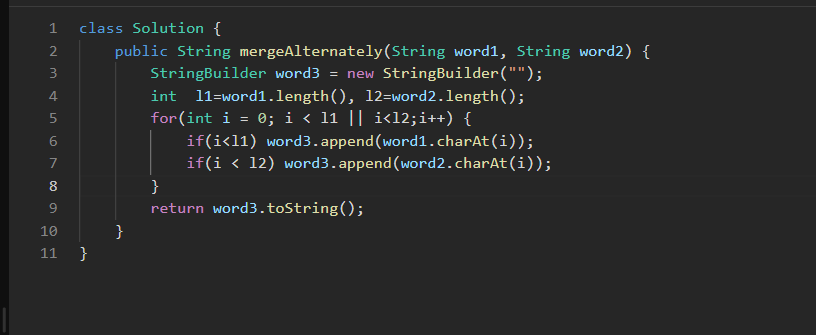 1 class Solution {
2 public String mergeAlternately(String word1, String word2) {
3 StringBuilder word3 = new StringBuilder("");
4 int  l1=word1.length(), l2=word2.length();
5 for(int i = 0; i < l1 || i<l2;i++) {
6 if(i<l1) word3.append(word1.charAt(i));
7 if(i < l2) word3.append(word2.charAt(i));
8 }
9 return word3.toString();
10 }
11 }